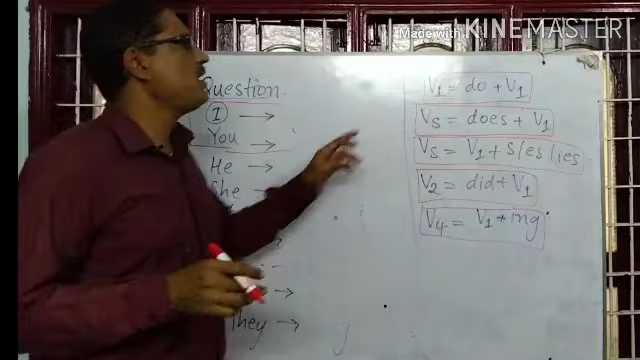 Made with KINEMASTER
Question
I →
You →
He →
She →
They →
V1 = do + V1
Vs = does + V1
Vs = V1 + s/es/ies
V2 = did + V1
V4 = V1 + ing